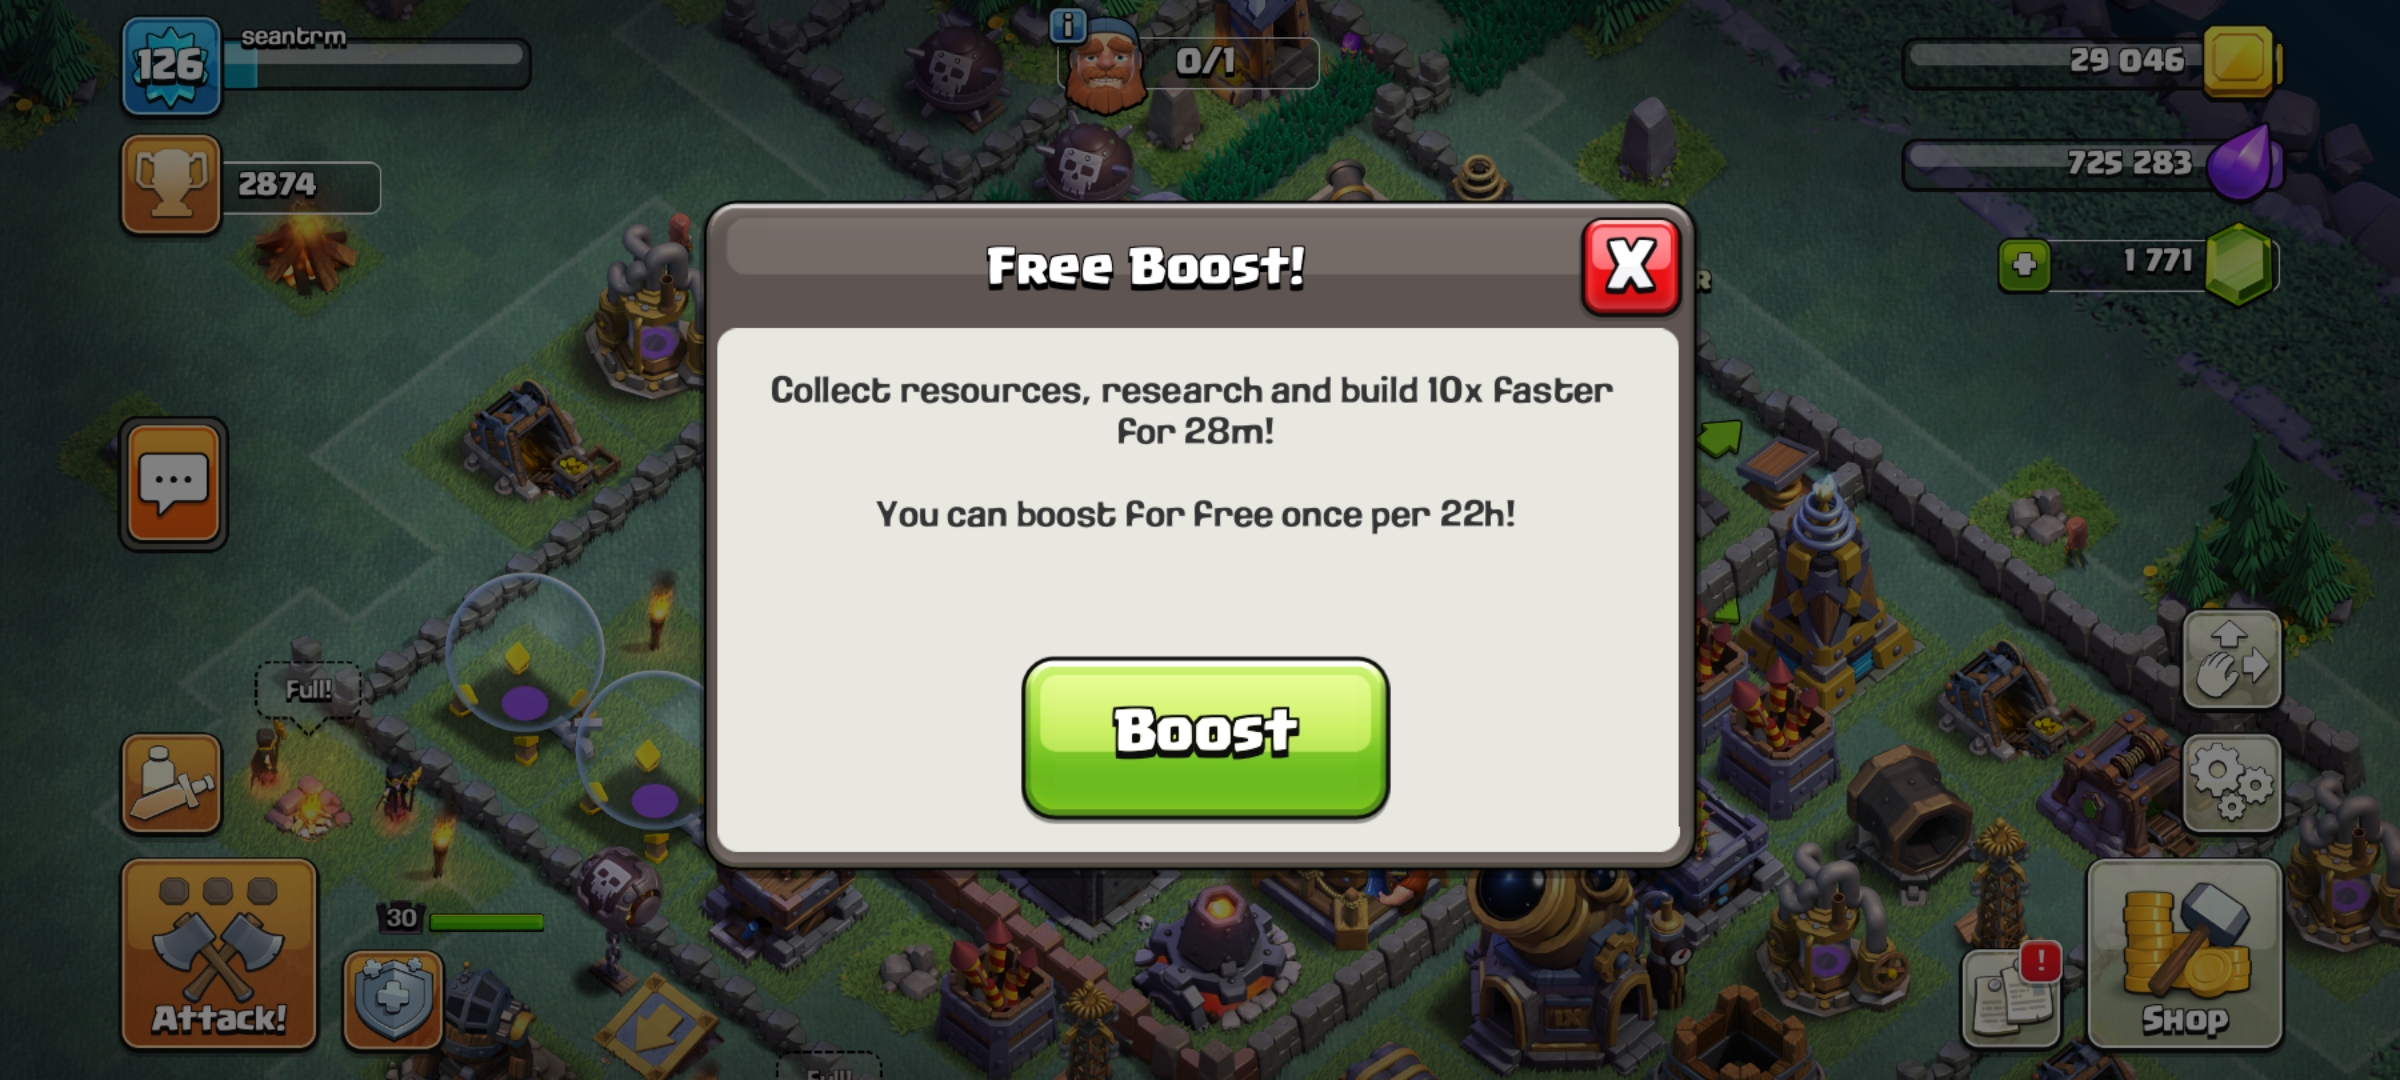 126
seantrm
0/1
29 046
2874
725 283
1 771
Free Boost!
X
Collect resources, research and build 10x faster
for 28m!
You can boost for free once per 22h!
Boost
Full!
30
Attack!
!
Shop
Full!